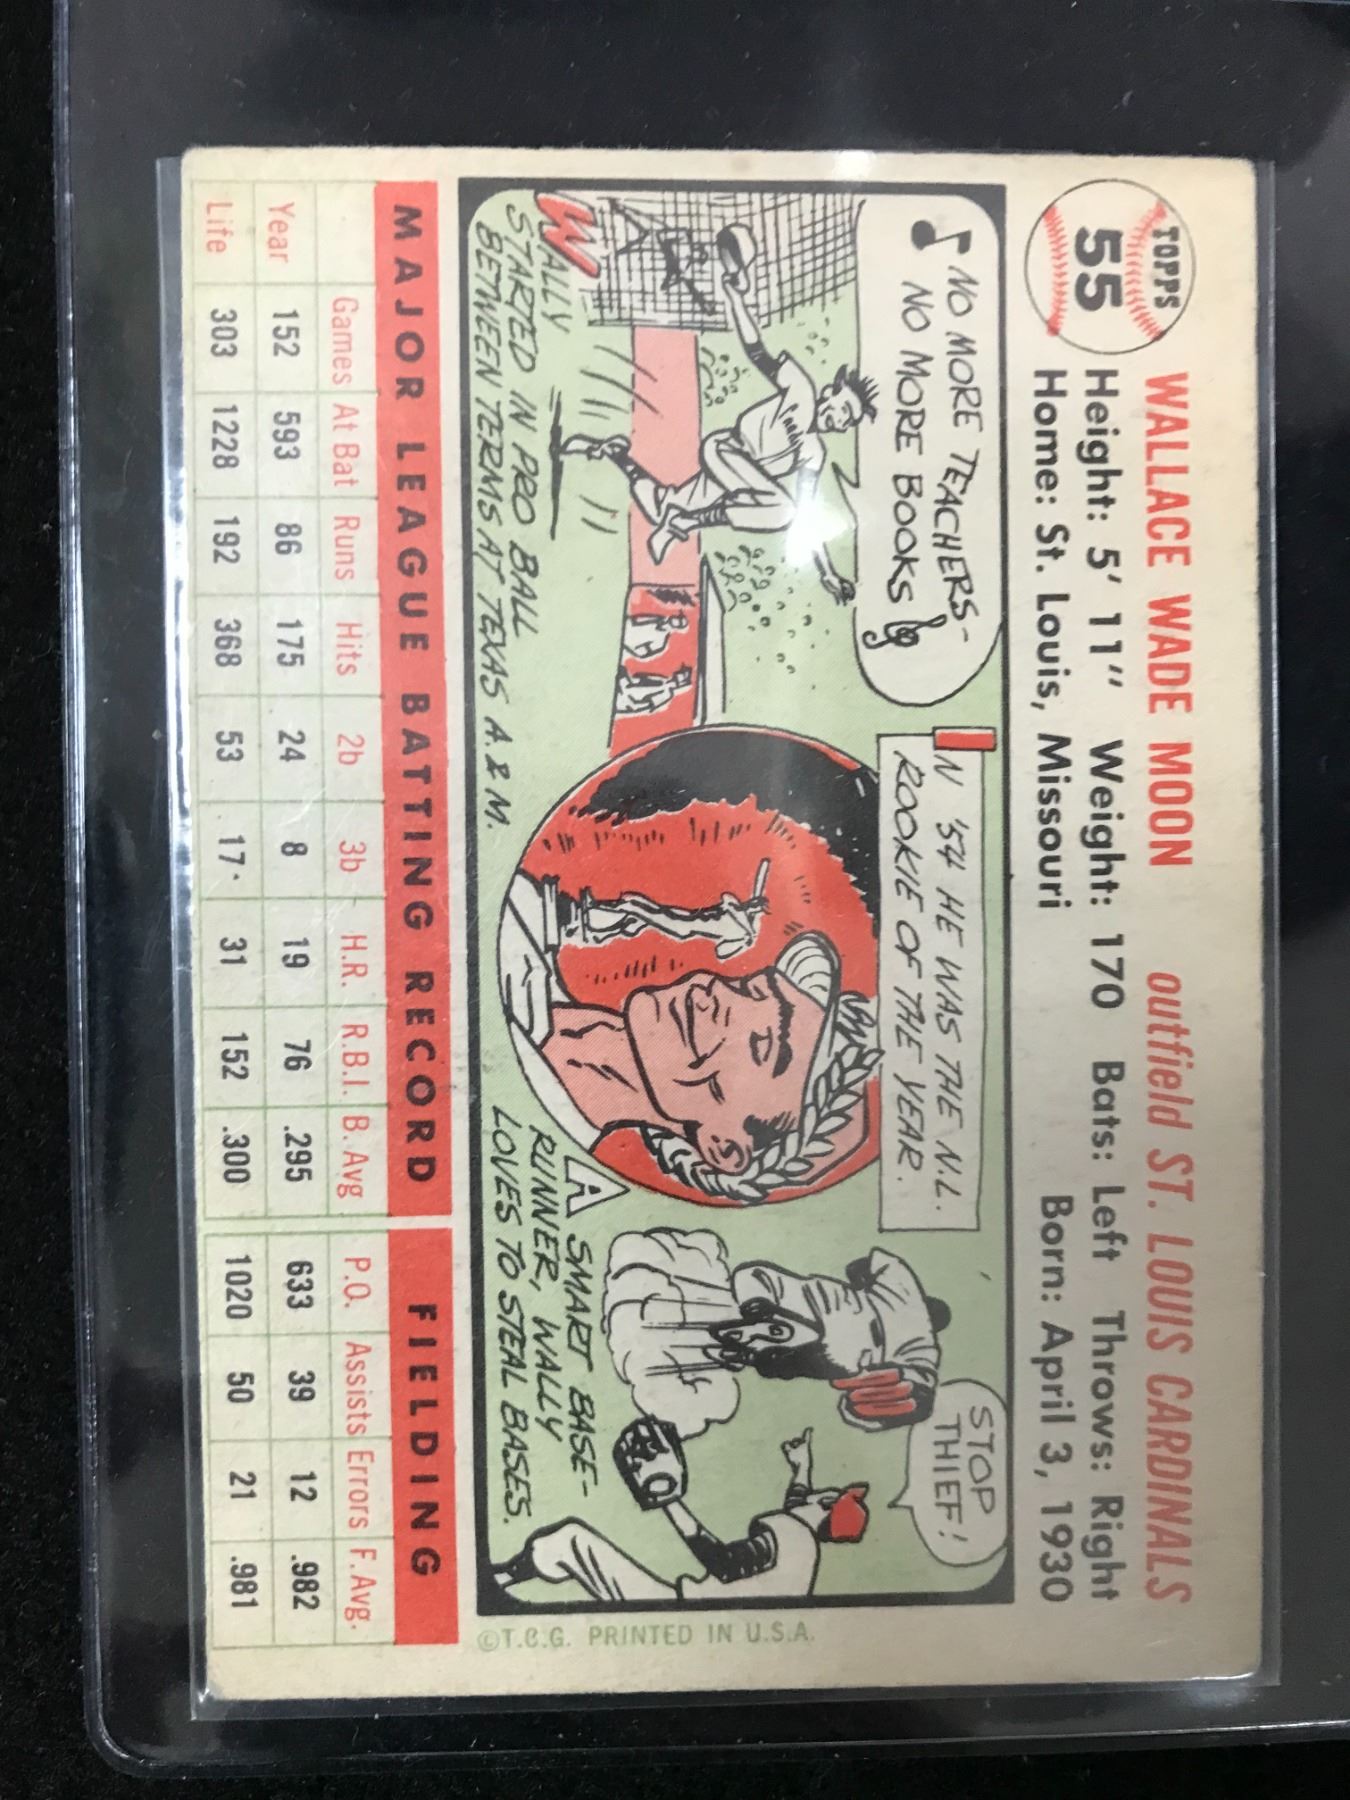 TOPPS
55
WALLACE WADE MOON outfield ST. LOUIS CARDINALS
Height: 5' 11" Weight: 170 Bats: Left Throws: Right
Home: St. Louis, Missouri Born: April 3, 1930
NO MORE TEACHERS-
NO MORE BOOKS
WALLY
STARTED IN PRO BALL
BETWEEN TERMS AT TEXAS A.& M.
IN '54 HE WAS THE N.L.
ROOKIE OF THE YEAR.
STOP
THIEF!
A SMART BASE-
RUNNER, WALLY
LOVES TO STEAL BASES.
©T.C.G. PRINTED IN U.S.A.
MAJOR LEAGUE BATTING RECORD FIELDING
Games At Bat Runs Hits 2b 3b H.R. R.B.I. B. Avg P.O. Assists Errors F. Avg.
Year 152 593 86 175 24 8 19 76 .295 633 39 12 .982
Life 303 1228 192 368 53 17 31 152 .300 1020 50 21 .981